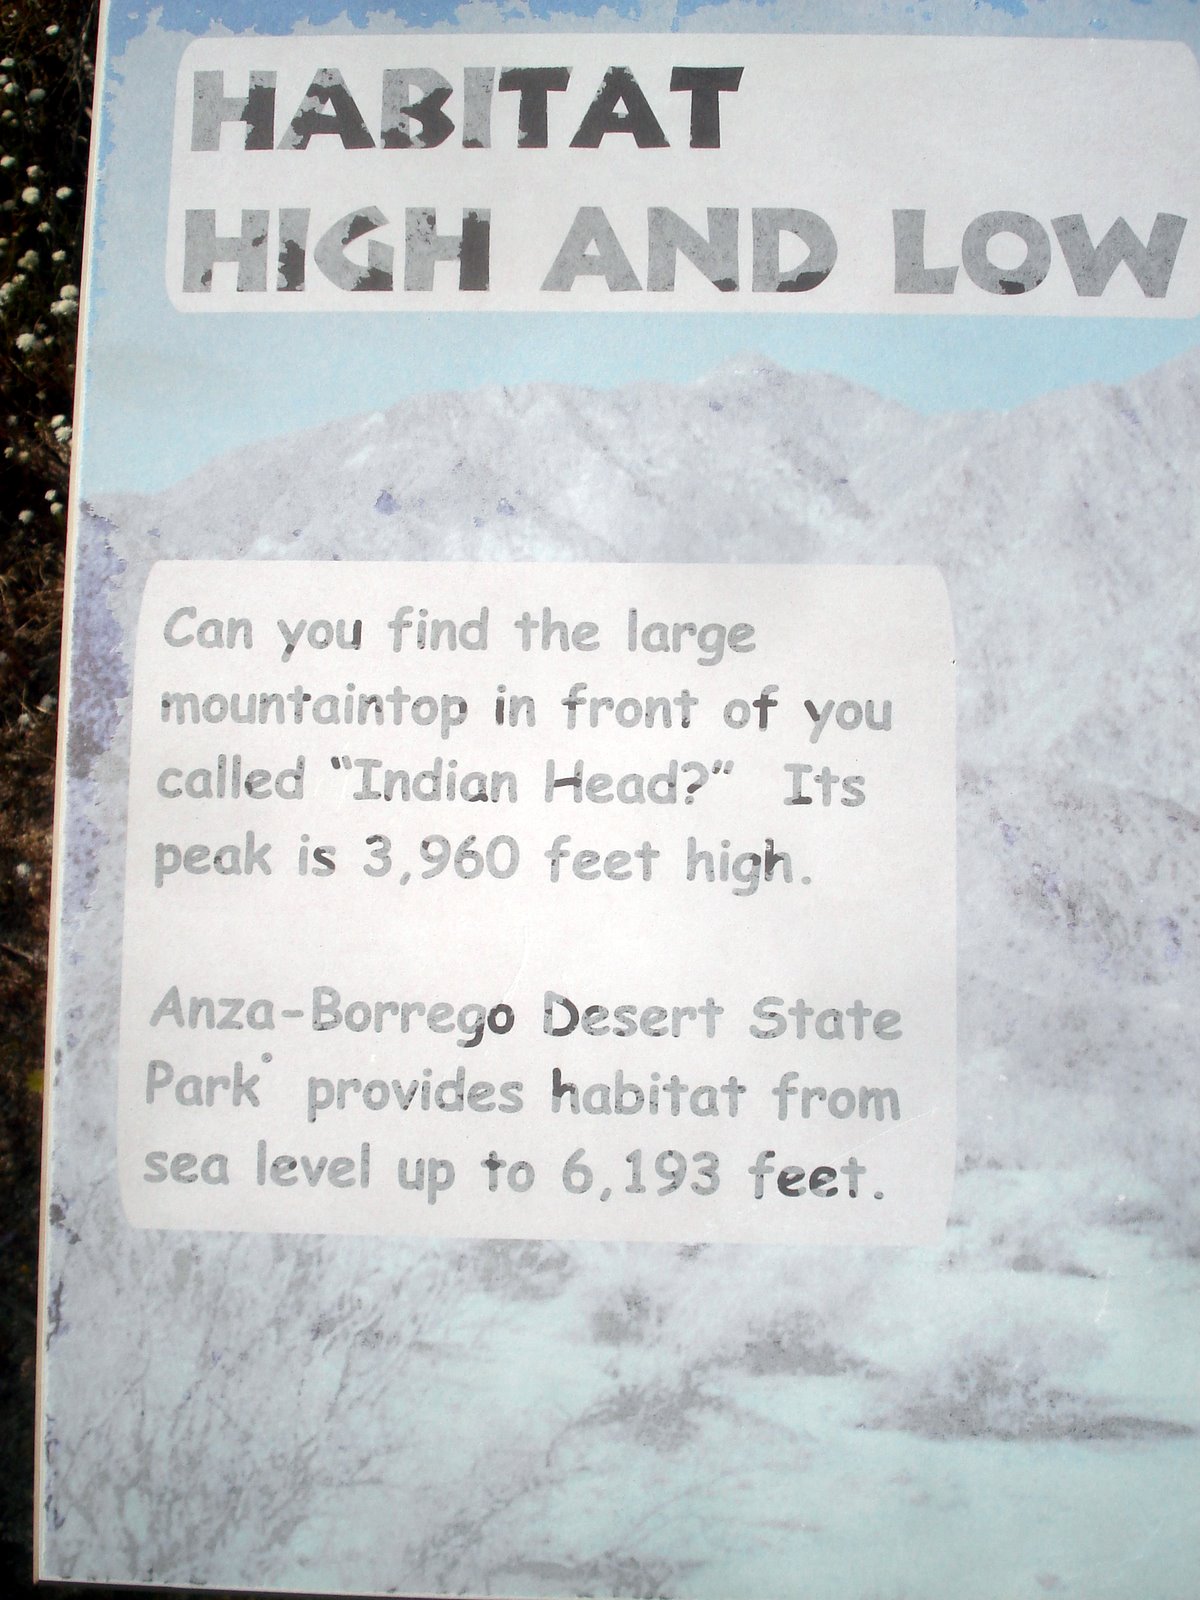 HABITAT
HIGH AND LOW
Can you find the large
mountaintop in front of you
called "Indian Head?" Its
peak is 3,960 feet high.
Anza-Borrego Desert State
Park® provides habitat from
sea level up to 6,193 feet.